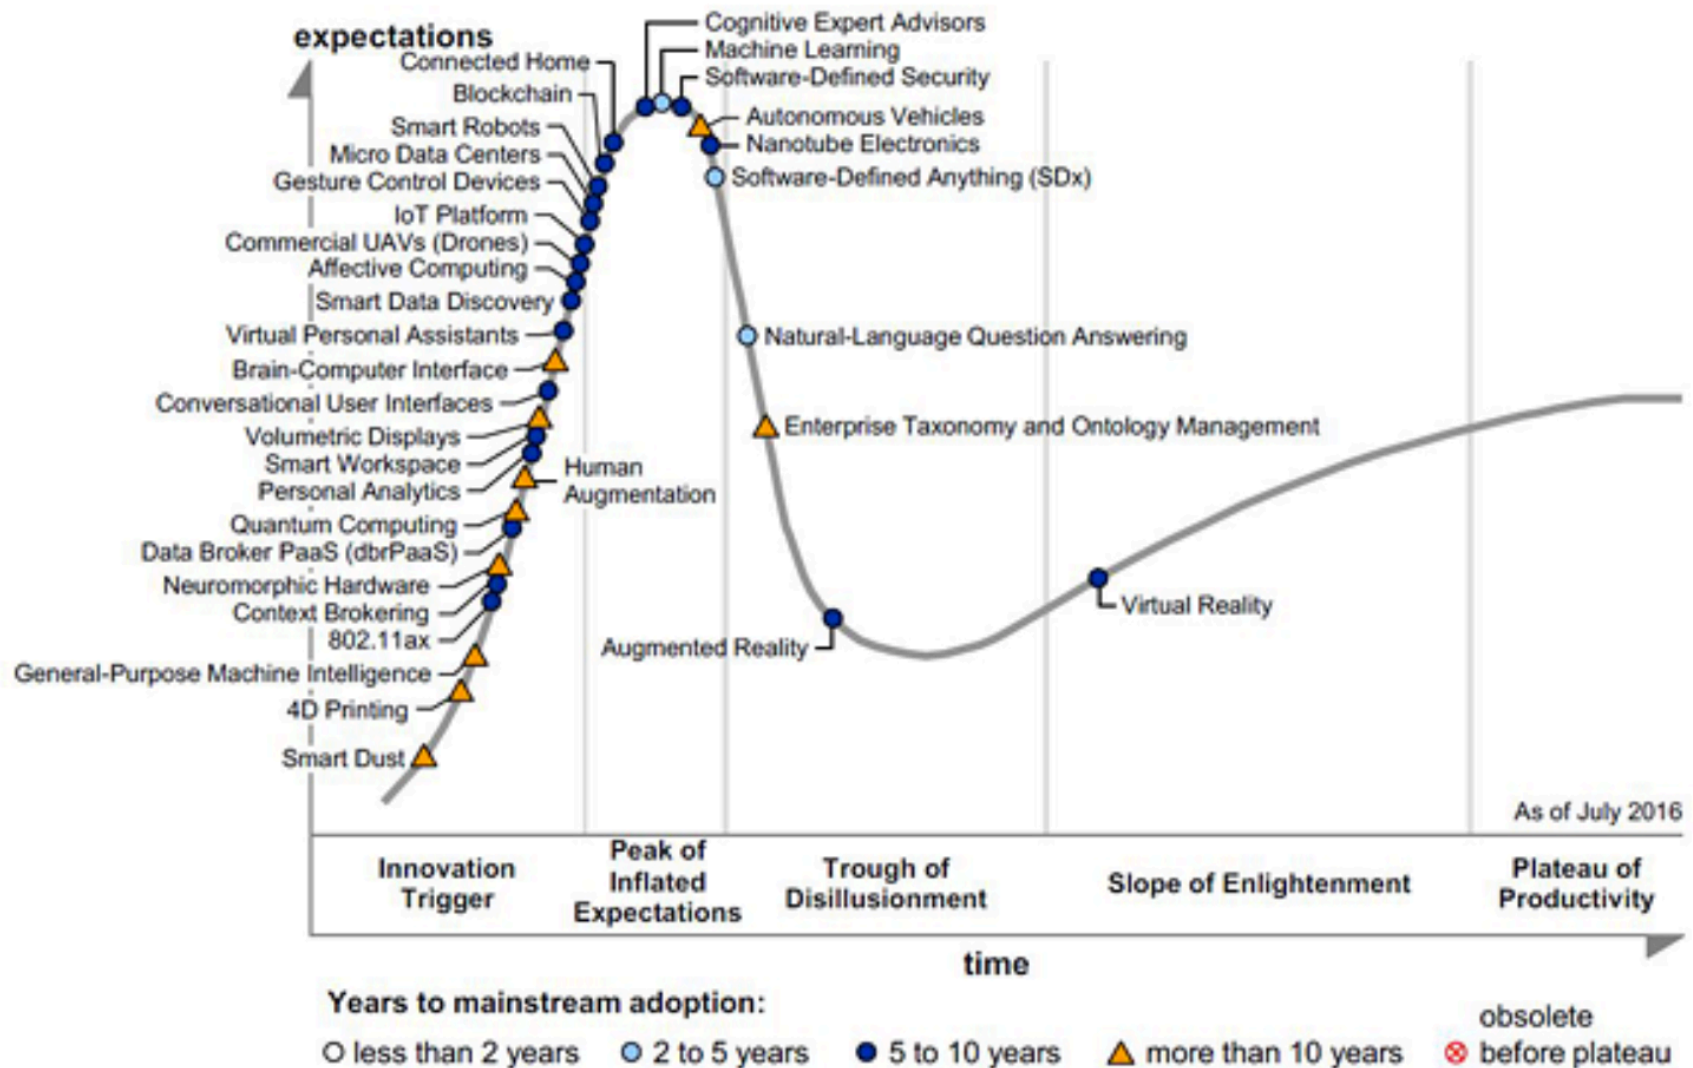 expectations
Connected Home
Blockchain
Smart Robots
Micro Data Centers
Gesture Control Devices
IoT Platform
Commercial UAVs (Drones)
Affective Computing
Smart Data Discovery
Virtual Personal Assistants
Brain-Computer Interface
Conversational User Interfaces
Volumetric Displays
Smart Workspace
Personal Analytics
Quantum Computing
Data Broker PaaS (dbrPaaS)
Neuromorphic Hardware
Context Brokering
802.11ax
General-Purpose Machine Intelligence
4D Printing
Smart Dust
Human
Augmentation
Cognitive Expert Advisors
Machine Learning
Software-Defined Security
Autonomous Vehicles
Nanotube Electronics
Software-Defined Anything (SDx)
Natural-Language Question Answering
Enterprise Taxonomy and Ontology Management
Augmented Reality
Virtual Reality
As of July 2016
Innovation
Trigger
Peak of
Inflated
Expectations
Trough of
Disillusionment
Slope of Enlightenment
Plateau of
Productivity
time
Years to mainstream adoption:
less than 2 years
2 to 5 years
5 to 10 years
more than 10 years
obsolete
before plateau